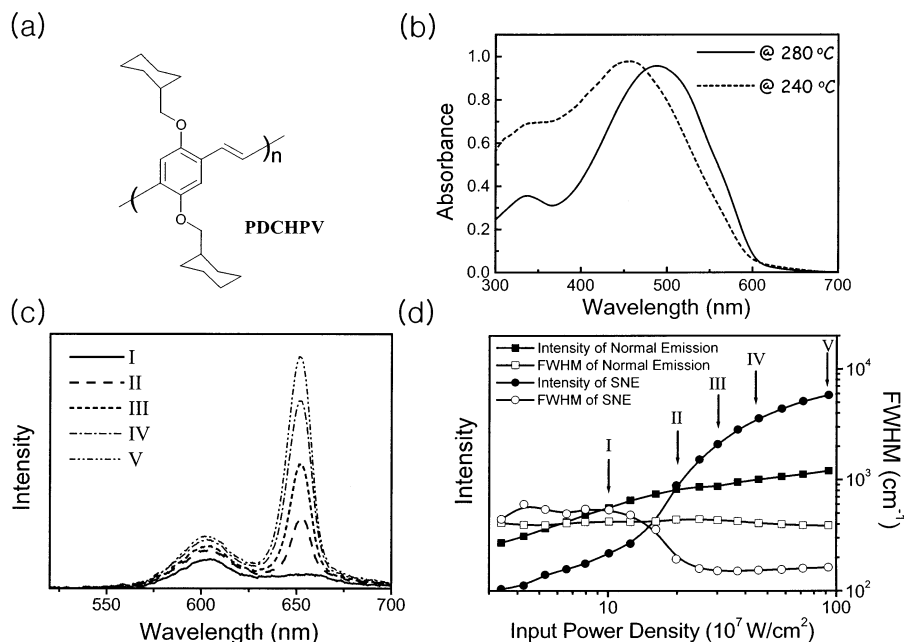 (a)
O
n
O
PDCHPV
(b)
@ 280 °C
@ 240 °C
Absorbance
1.0
0.8
0.6
0.4
0.2
0.0
300 400 500 600 700
Wavelength (nm)
(c)
I
II
III
IV
V
Intensity
550 600 650 700
Wavelength (nm)
(d)
Intensity of Normal Emission
FWHM of Normal Emission
Intensity of SNE
FWHM of SNE
I
II
III
IV
V
Intensity
10⁴
10³
10²
FWHM (cm⁻¹)
10 100
Input Power Density (10⁷ W/cm²)